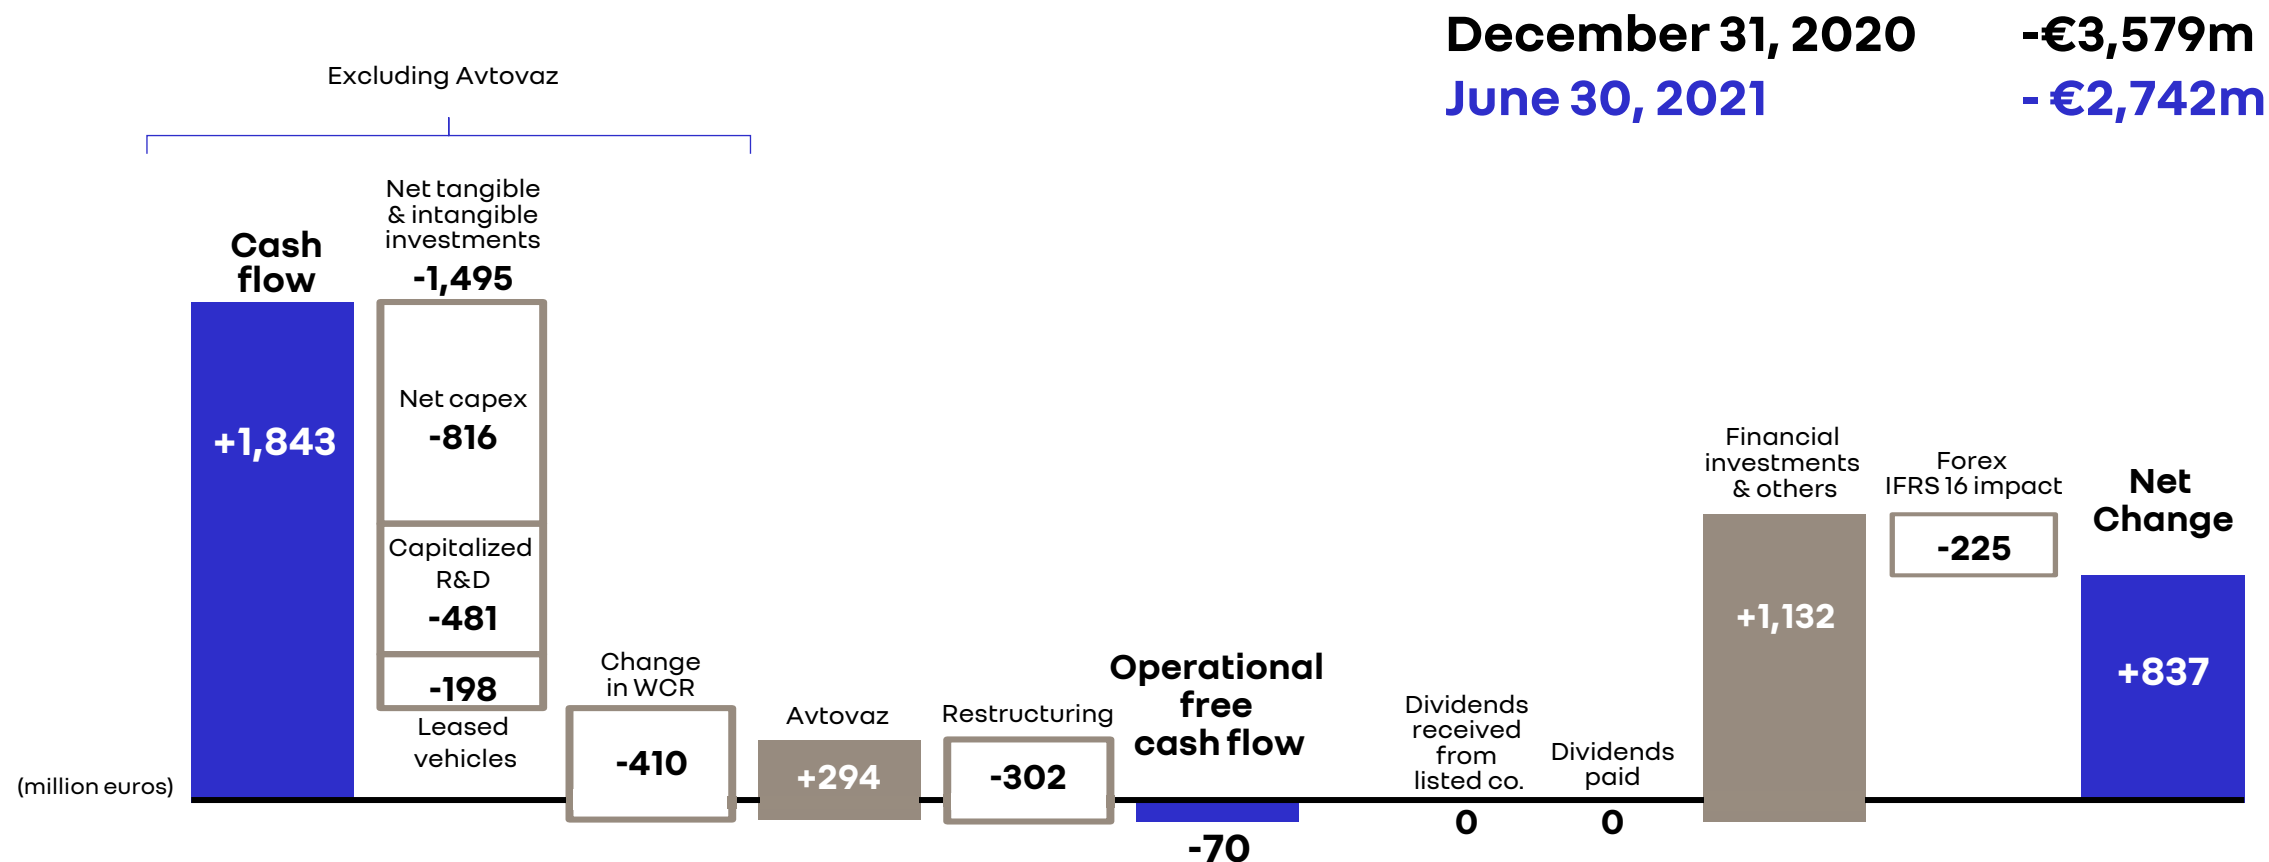 December 31, 2020 -€3,579m
June 30, 2021 - €2,742m
Excluding Avtovaz
Cash
flow
+1,843
Net tangible
& intangible
investments
-1,495
Net capex
-816
Capitalized
R&D
-481
-198
Leased
vehicles
Change
in WCR
-410
Avtovaz
+294
Restructuring
-302
Operational
free
cash flow
-70
Dividends
received
from
listed co.
0
Dividends
paid
0
Financial
investments
& others
+1,132
Forex
IFRS 16 impact
-225
Net
Change
+837
(million euros)